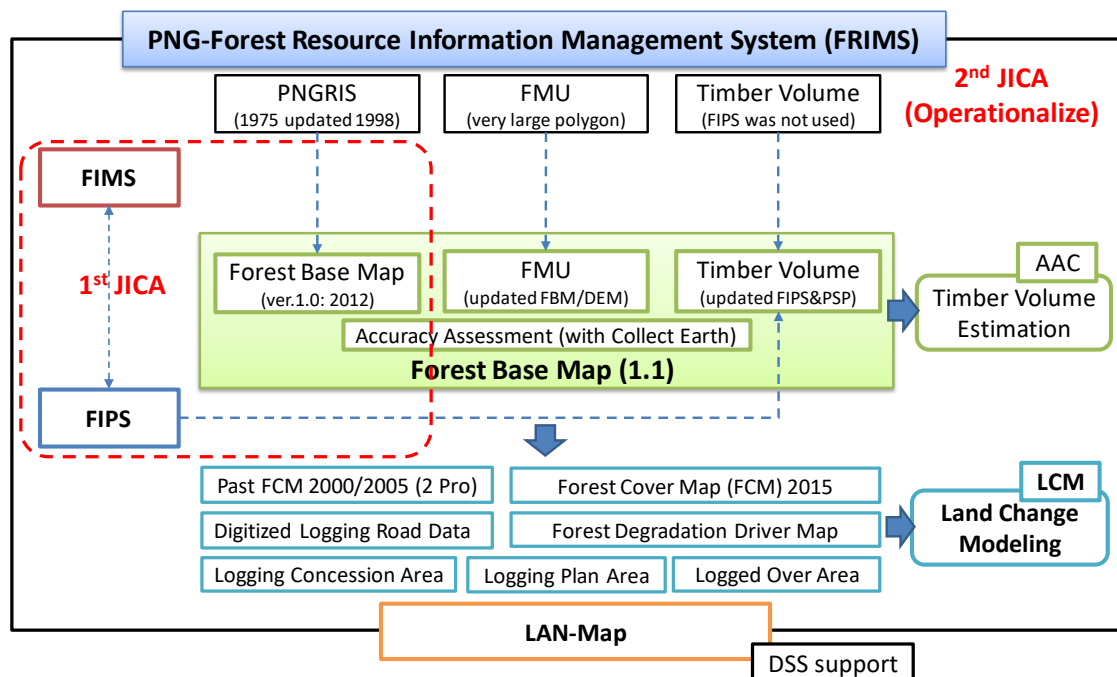 PNG-Forest Resource Information Management System (FRIMS)
2nd JICA
(Operationalize)
PNGRIS
(1975 updated 1998)
FMU
(very large polygon)
Timber Volume
(FIPS was not used)
FIMS
1st JICA
FIPS
Forest Base Map
(ver.1.0: 2012)
FMU
(updated FBM/DEM)
Timber Volume
(updated FIPS&PSP)
Accuracy Assessment (with Collect Earth)
Forest Base Map (1.1)
AAC
Timber Volume
Estimation
Past FCM 2000/2005 (2 Pro)
Forest Cover Map (FCM) 2015
Digitized Logging Road Data
Forest Degradation Driver Map
Logging Concession Area
Logging Plan Area
Logged Over Area
LCM
Land Change
Modeling
LAN-Map
DSS support